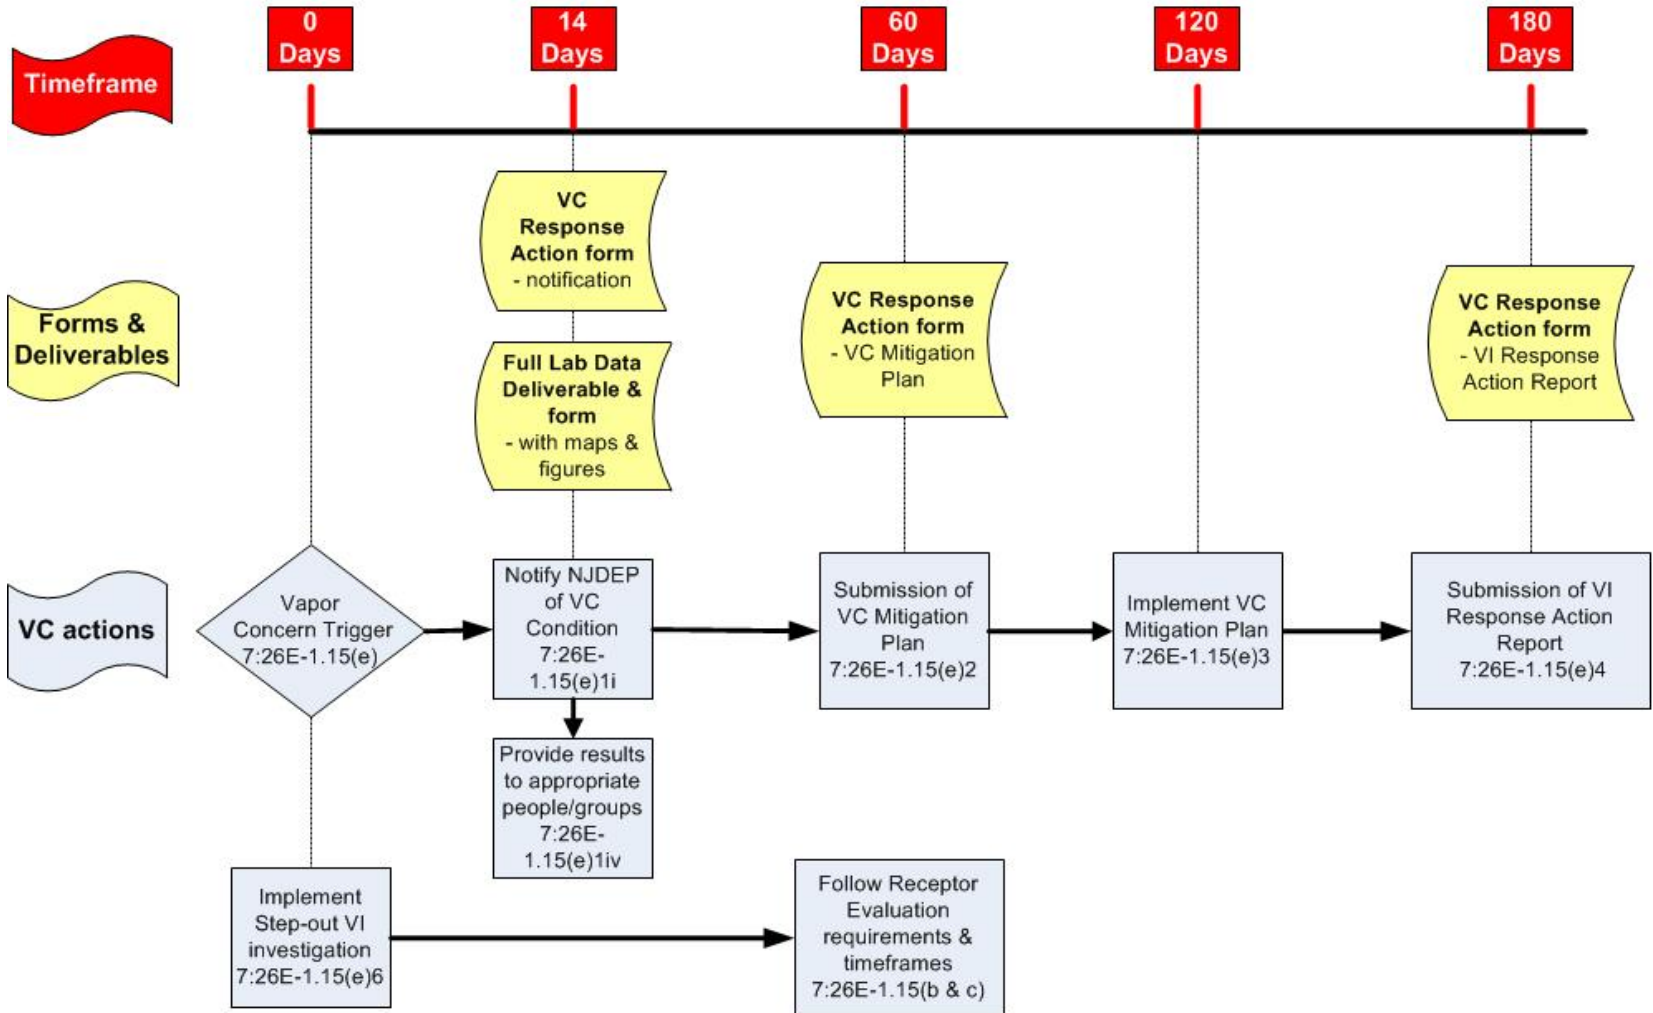 Timeframe
0
Days
14
Days
60
Days
120
Days
180
Days
Forms &
Deliverables
VC
Response
Action form
- notification
Full Lab Data
Deliverable &
form
- with maps &
figures
VC Response
Action form
- VC Mitigation
Plan
VC Response
Action form
- VI Response
Action Report
VC actions
Vapor
Concern Trigger
7:26E-1.15(e)
Notify NJDEP
of VC
Condition
7:26E-
1.15(e)1i
Submission of
VC Mitigation
Plan
7:26E-1.15(e)2
Implement VC
Mitigation Plan
7:26E-1.15(e)3
Submission of VI
Response Action
Report
7:26E-1.15(e)4
Provide results
to appropriate
people/groups
7:26E-
1.15(e)1iv
Implement
Step-out VI
investigation
7:26E-1.15(e)6
Follow Receptor
Evaluation
requirements &
timeframes
7:26E-1.15(b & c)